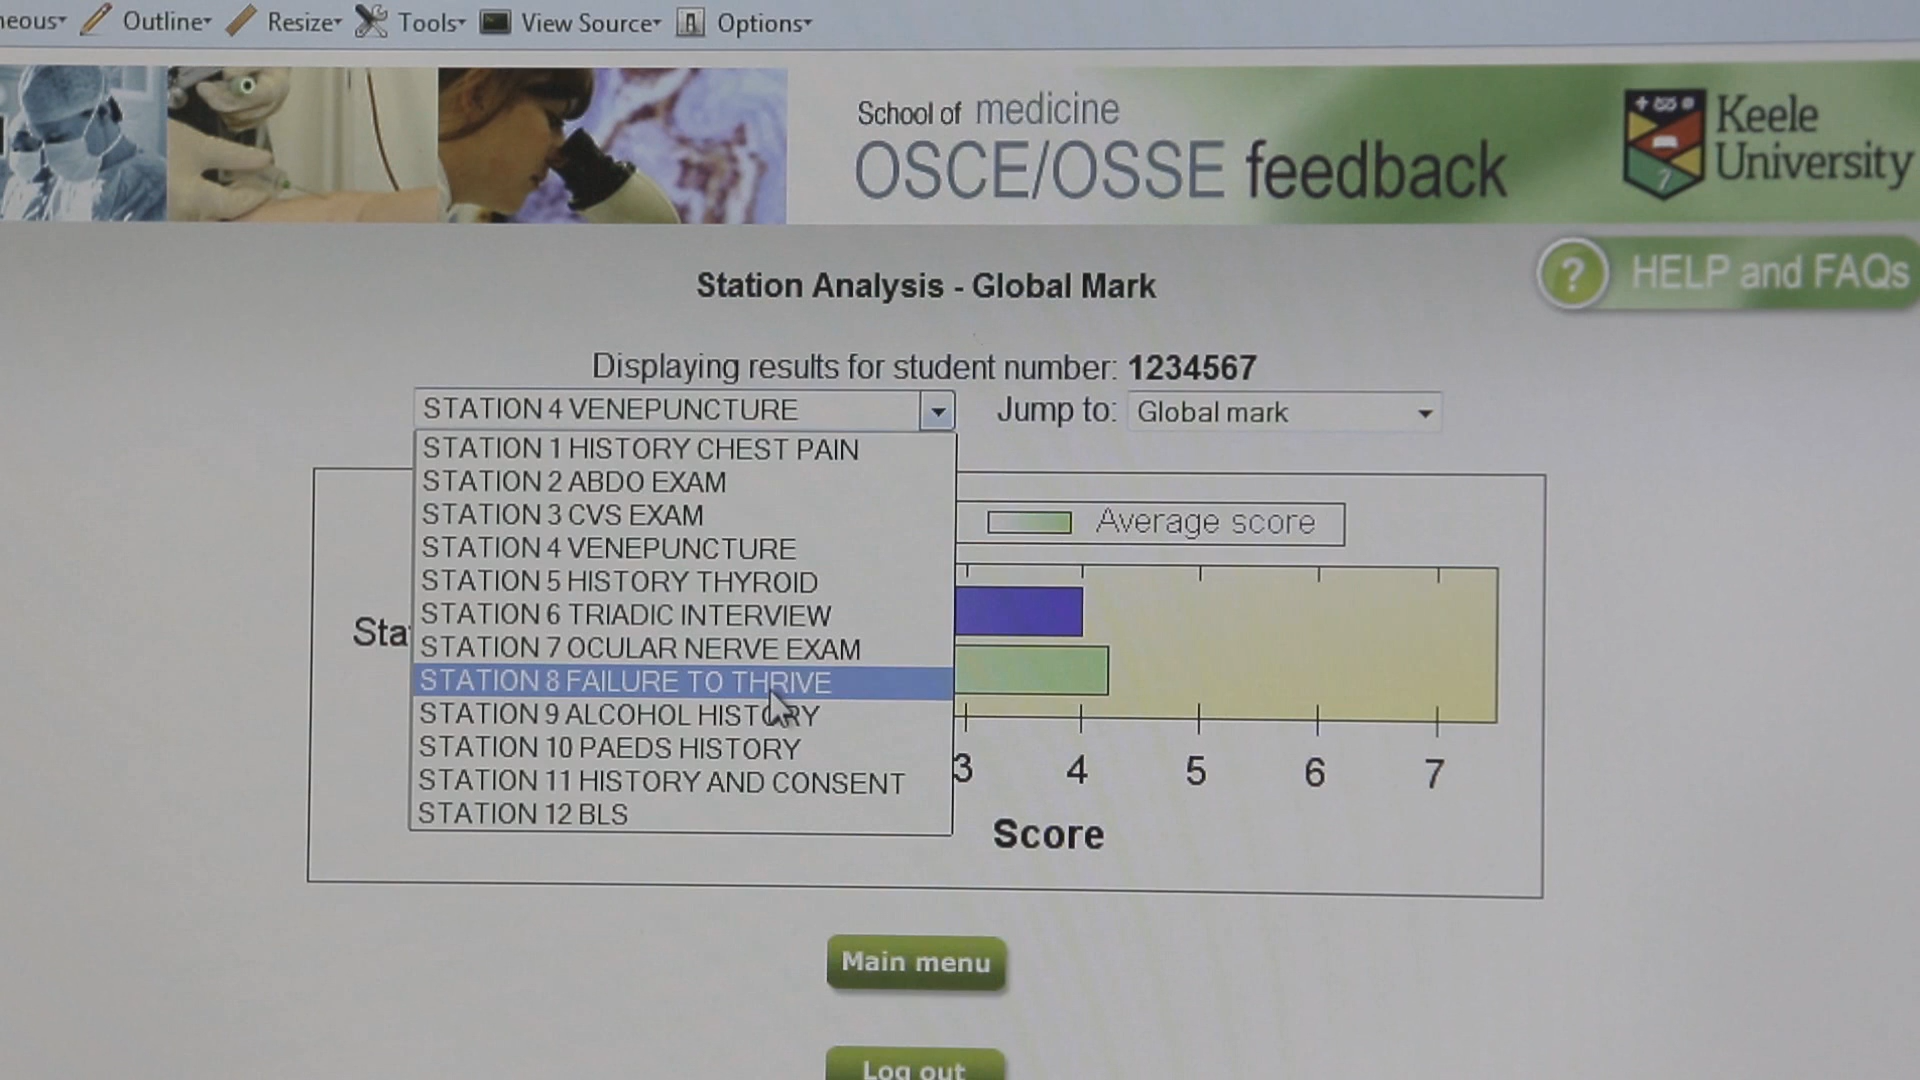 Outline
Resize
Tools
View Source
Options
School of medicine
OSCE/OSSE feedback
Keele
University
HELP and FAQs
Station Analysis - Global Mark
Displaying results for student number: 1234567
STATION 4 VENEPUNCTURE
Jump to: Global mark
STATION 1 HISTORY CHEST PAIN
STATION 2 ABDO EXAM
STATION 3 CVS EXAM
STATION 4 VENEPUNCTURE
STATION 5 HISTORY THYROID
STATION 6 TRIADIC INTERVIEW
STATION 7 OCULAR NERVE EXAM
STATION 8 FAILURE TO THRIVE
STATION 9 ALCOHOL HISTORY
STATION 10 PAEDS HISTORY
STATION 11 HISTORY AND CONSENT
STATION 12 BLS
Average score
3 4 5 6 7
Score
Main menu
Log out